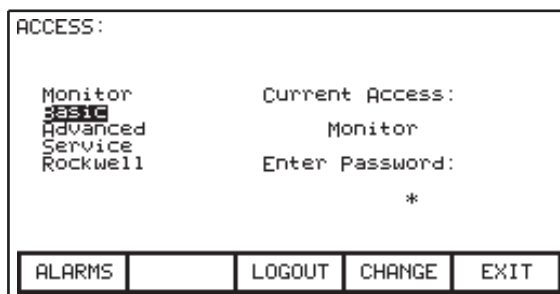 ACCESS:
Monitor
Basic
Advanced
Service
Rockwell
Current Access:
Monitor
Enter Password:
*
ALARMS LOGOUT CHANGE EXIT